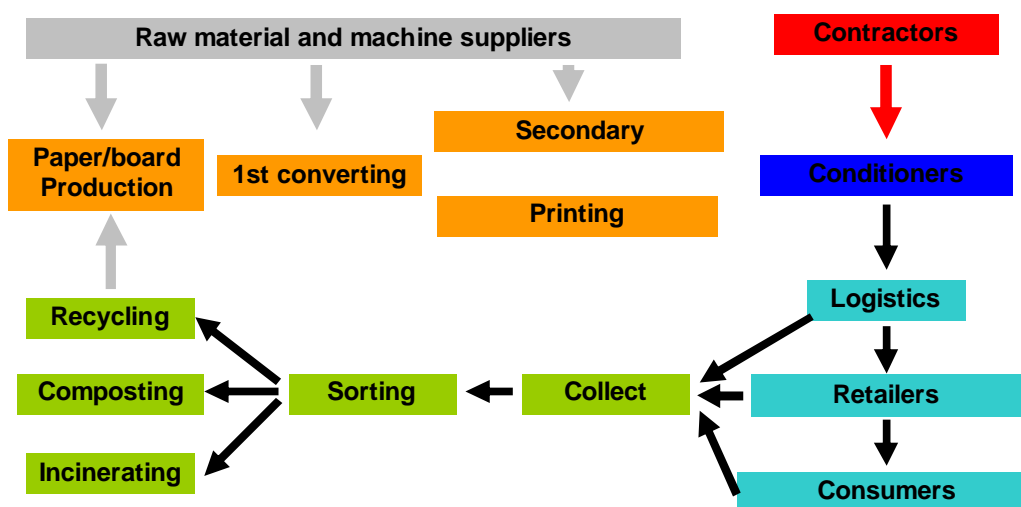 Raw material and machine suppliers
Contractors
Secondary
Paper/board
Production
1st converting
Conditioners
Printing
Logistics
Recycling
Composting
Sorting
Collect
Retailers
Incinerating
Consumers